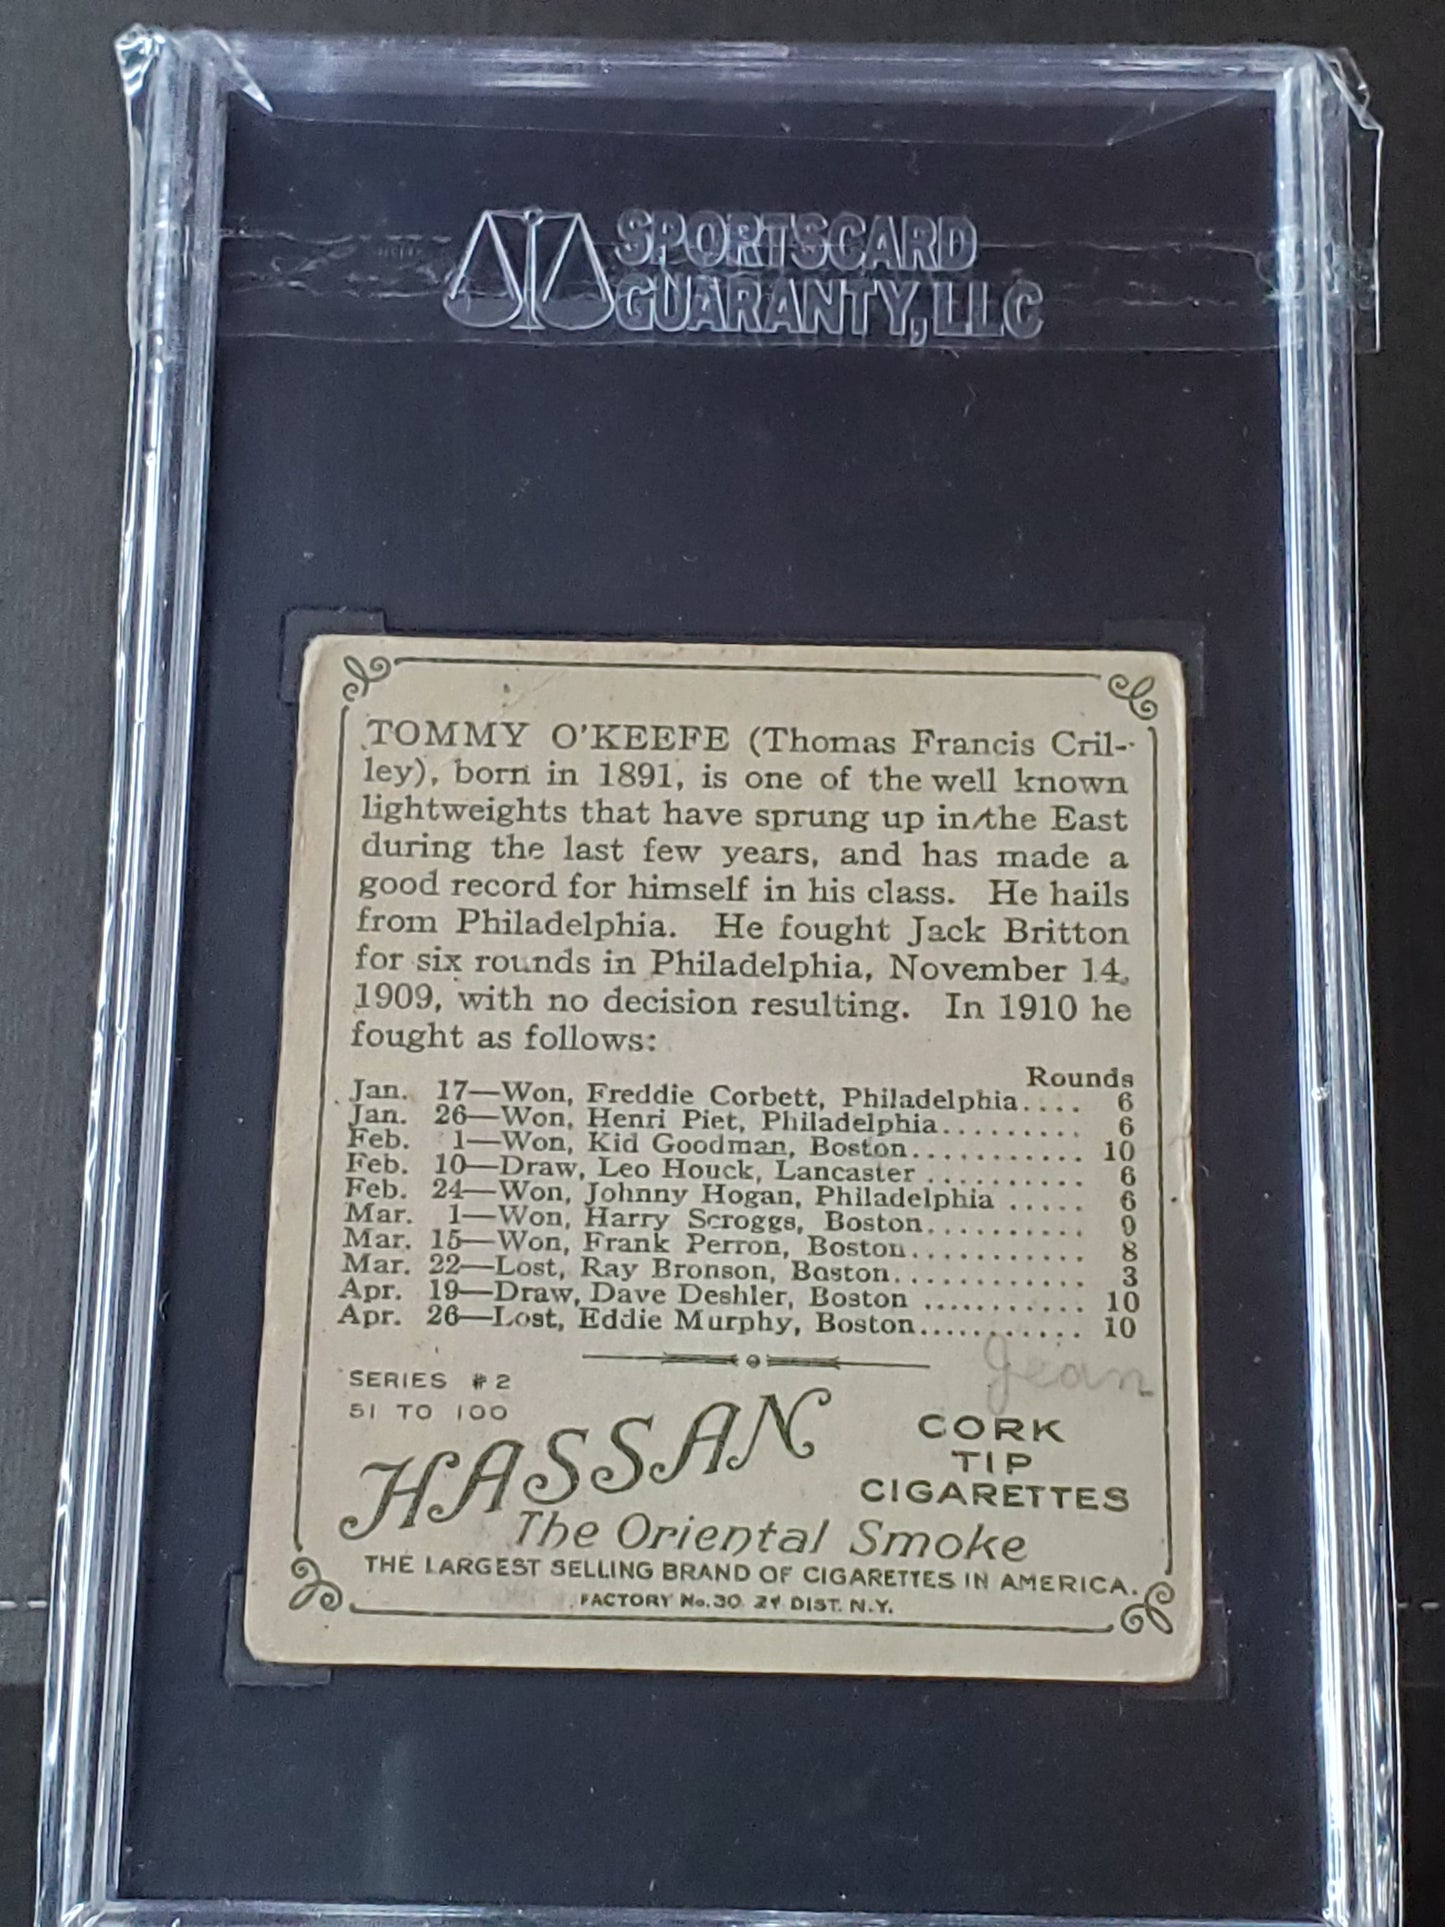 SPORTSCARD
GUARANTY, LLC
TOMMY O'KEEFE (Thomas Francis Cril-
ley), born in 1891, is one of the well known
lightweights that have sprung up in the East
during the last few years, and has made a
good record for himself in his class. He hails
from Philadelphia. He fought Jack Britton
for six rounds in Philadelphia, November 14,
1909, with no decision resulting. In 1910 he
fought as follows:
Rounds
Jan. 17—Won, Freddie Corbett, Philadelphia.... 6
Jan. 26—Won, Henri Piet, Philadelphia......... 6
Feb. 1—Won, Kid Goodman, Boston........... 10
Feb. 10—Draw, Leo Houck, Lancaster .......... 6
Feb. 24—Won, Johnny Hogan, Philadelphia ..... 6
Mar. 1—Won, Harry Scroggs, Boston.......... 9
Mar. 15—Won, Frank Perron, Boston........... 8
Mar. 22—Lost, Ray Bronson, Boston............ 3
Apr. 19—Draw, Dave Deshler, Boston ........... 10
Apr. 26—Lost, Eddie Murphy, Boston........... 10
Jean
SERIES #2
51 TO 100
HASSAN
CORK
TIP
CIGARETTES
The Oriental Smoke
THE LARGEST SELLING BRAND OF CIGARETTES IN AMERICA.
FACTORY No. 30 2d DIST. N.Y.